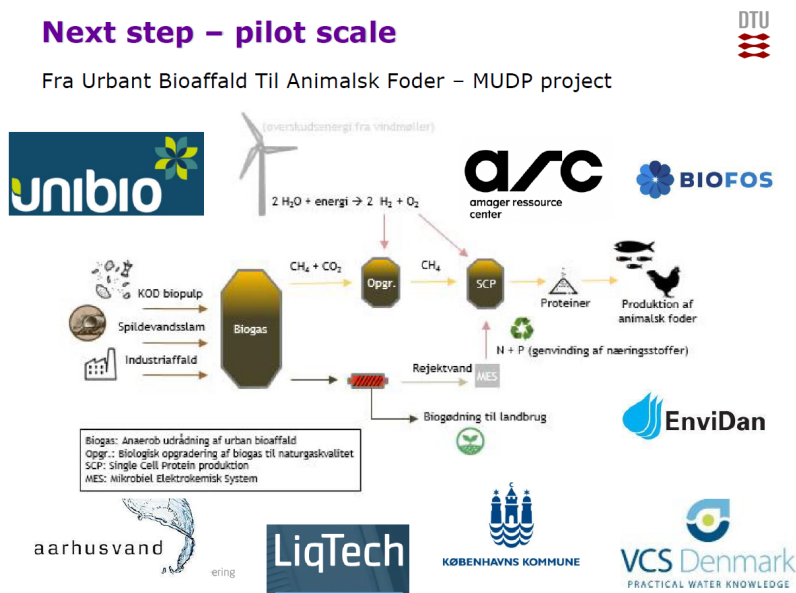 Next step – pilot scale
DTU
Fra Urbant Bioaffald Til Animalsk Foder – MUDP project
(overskudsenergi fra vindmøller)
unibio
arc
amager ressource
center
BIOFOS
2 H₂O + energi → 2 H₂ + O₂
CH₄ + CO₂
Opgr.
CH₄
SCP
Proteiner
Produktion af
animalsk foder
KOD biopulp
Spildevandsslam
Industriaffald
Biogas
N + P (genvinding af næringsstoffer)
Rejektvand
MES
Biogødning til landbrug
EnviDan
Biogas: Anaerob udrådning af urban bioaffald
Opgr.: Biologisk opgradering af biogas til naturgaskvalitet
SCP: Single Cell Protein produktion
MES: Mikrobiel Elektrokemisk System
aarhusvand
ering
LiqTech
KØBENHAVNS KOMMUNE
VCS Denmark
PRACTICAL WATER KNOWLEDGE